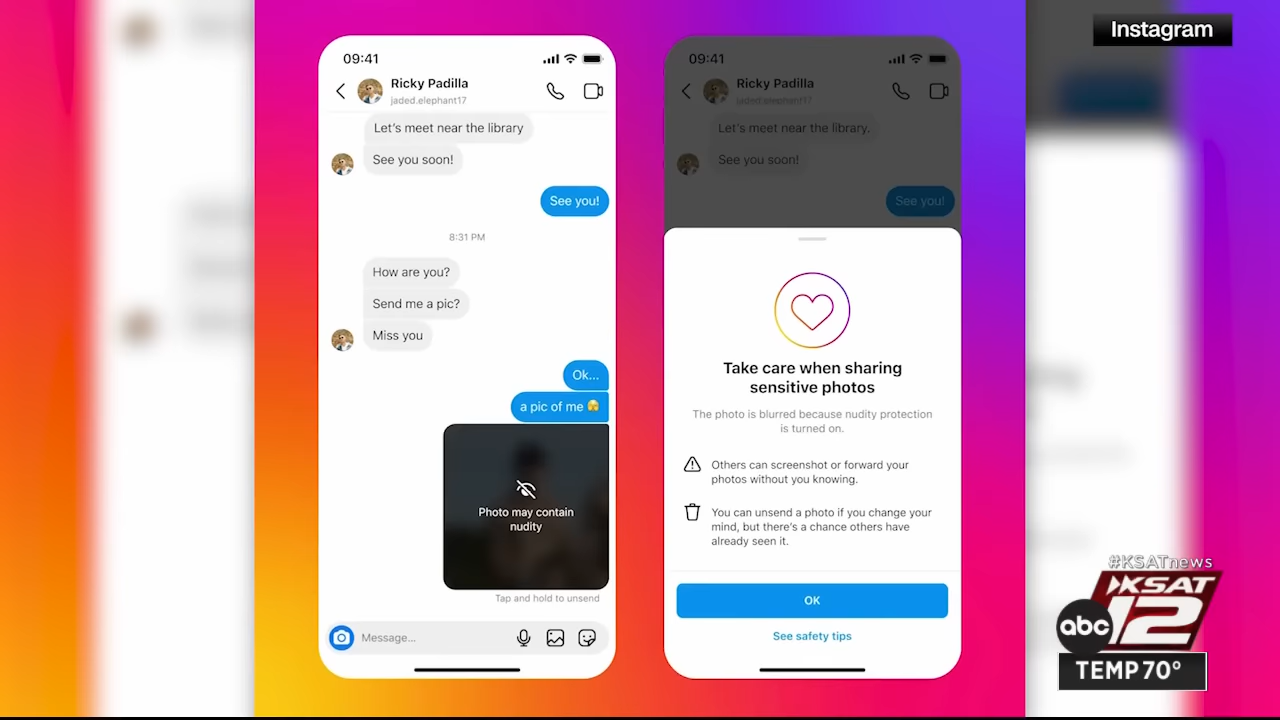 Instagram
09:41
Ricky Padilla
jaded.elephant17
Let's meet near the library
See you soon!
See you!
8:31 PM
How are you?
Send me a pic?
Miss you
Ok...
a pic of me 🫣
Photo may contain
nudity
Tap and hold to unsend
Message...
09:41
Ricky Padilla
jaded.elephant17
Let's meet near the library.
See you soon!
See you!
Take care when sharing
sensitive photos
The photo is blurred because nudity protection
is turned on.
Others can screenshot or forward your
photos without you knowing.
You can unsend a photo if you change your
mind, but there's a chance others have
already seen it.
OK
See safety tips
#KSATnews
KSAT
abc 12
TEMP 70°